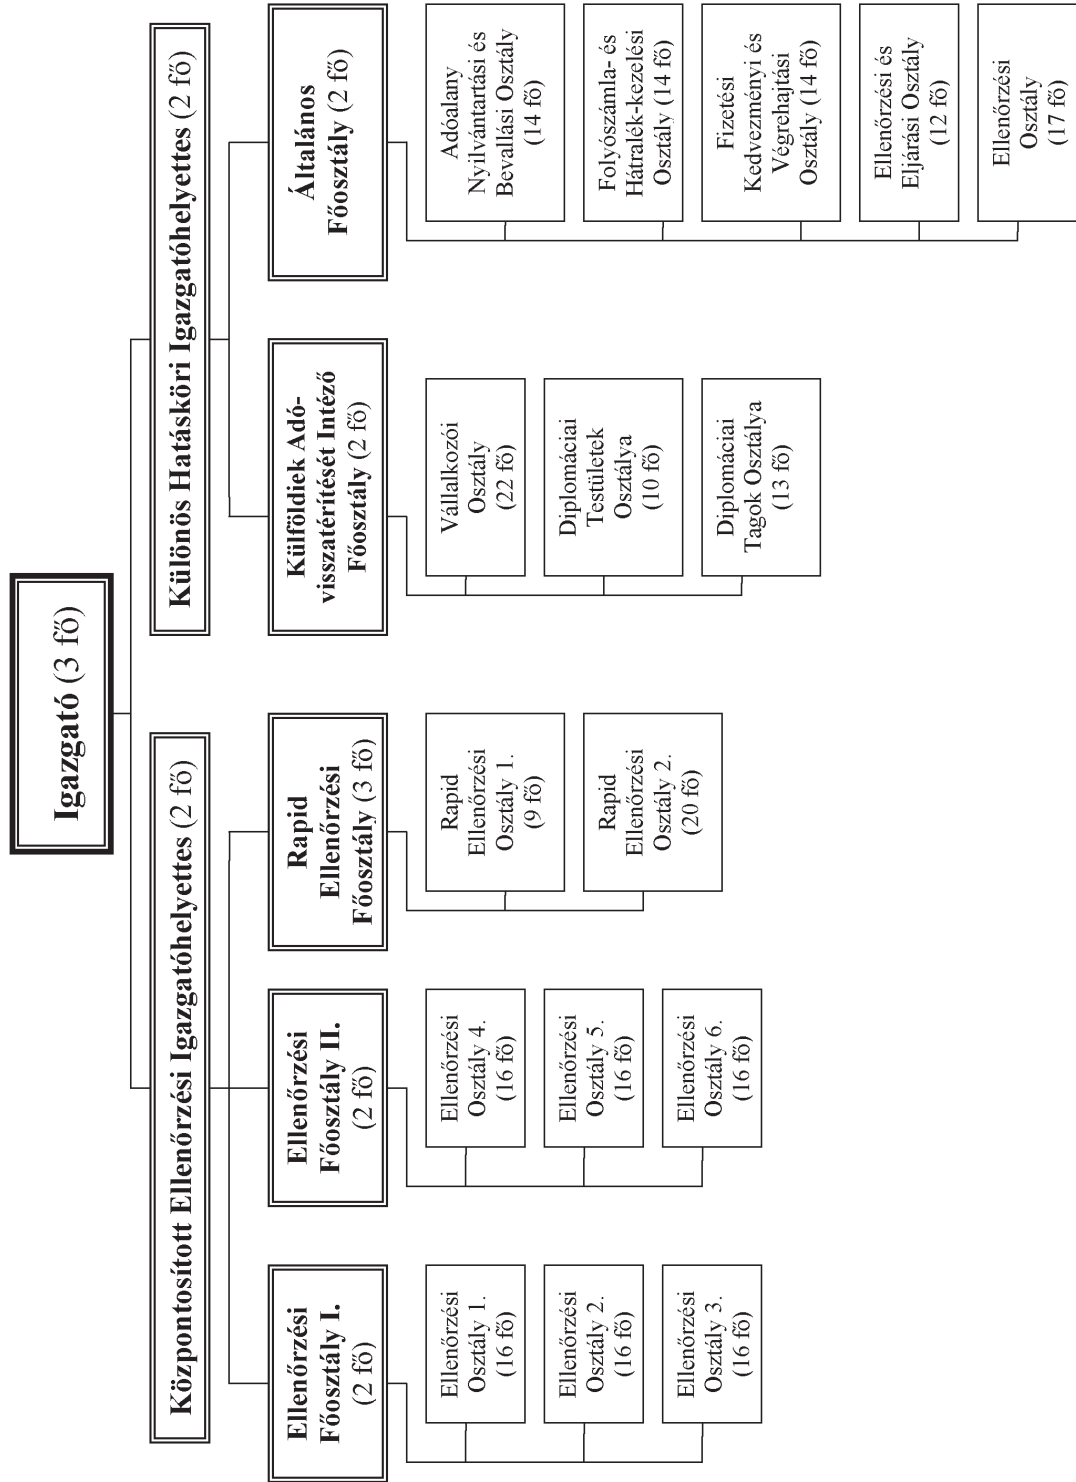 Igazgató (3 fő)
Központosított Ellenőrzési Igazgatóhelyettes (2 fő)
Különös Hatásköri Igazgatóhelyettes (2 fő)
Ellenőrzési
Főosztály I.
(2 fő)
Ellenőrzési
Osztály 1.
(16 fő)
Ellenőrzési
Osztály 2.
(16 fő)
Ellenőrzési
Osztály 3.
(16 fő)
Ellenőrzési
Főosztály II.
(2 fő)
Ellenőrzési
Osztály 4.
(16 fő)
Ellenőrzési
Osztály 5.
(16 fő)
Ellenőrzési
Osztály 6.
(16 fő)
Rapid
Ellenőrzési
Főosztály (3 fő)
Rapid
Ellenőrzési
Osztály 1.
(9 fő)
Rapid
Ellenőrzési
Osztály 2.
(20 fő)
Külföldiek Adó-
visszatérítését Intéző
Főosztály (2 fő)
Vállalkozói
Osztály
(22 fő)
Diplomáciai
Testületek
Osztálya
(10 fő)
Diplomáciai
Tagok Osztálya
(13 fő)
Általános
Főosztály (2 fő)
Adóalany
Nyilvántartási és
Bevallási Osztály
(14 fő)
Folyószámla- és
Hátralék-kezelési
Osztály (14 fő)
Fizetési
Kedvezményi és
Végrehajtási
Osztály (14 fő)
Ellenőrzési és
Eljárási Osztály
(12 fő)
Ellenőrzési
Osztály
(17 fő)